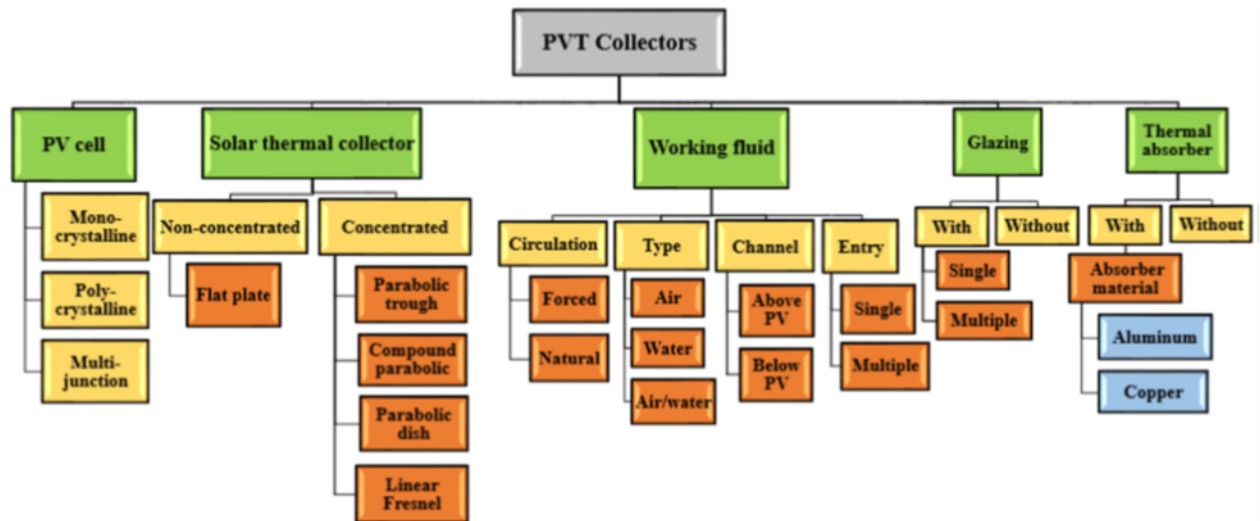 PVT Collectors
PV cell
Solar thermal collector
Working fluid
Glazing
Thermal
absorber
Mono-
crystalline
Poly-
crystalline
Multi-
junction
Non-concentrated
Flat plate
Concentrated
Parabolic
trough
Compound
parabolic
Parabolic
dish
Linear
Fresnel
Circulation
Forced
Natural
Type
Air
Water
Air/water
Channel
Above
PV
Below
PV
Entry
Single
Multiple
With
Single
Multiple
Without
With
Absorber
material
Aluminum
Copper
Without